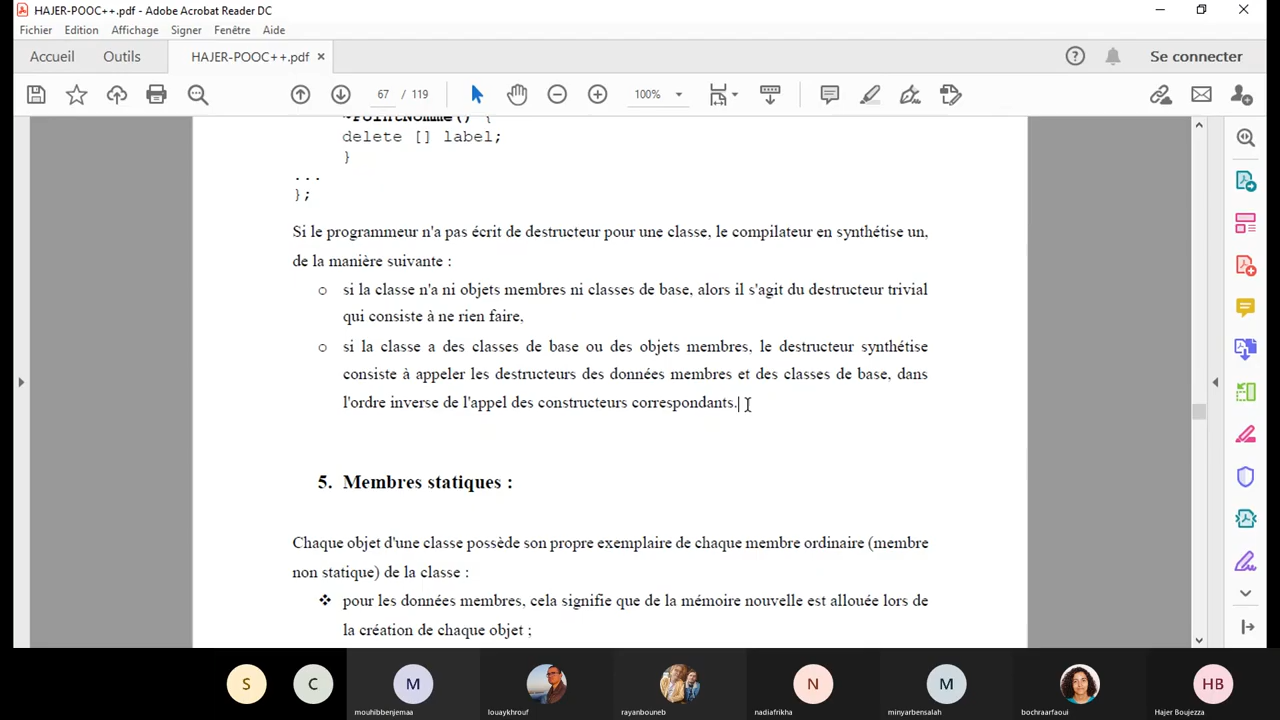 HAJER-POOC++.pdf - Adobe Acrobat Reader DC
Fichier Edition Affichage Signer Fenêtre Aide
Accueil Outils HAJER-POOC++.pdf × Se connecter
67 / 119 100%
~PointNomme() {
delete [] label;
}
...
};
Si le programmeur n'a pas écrit de destructeur pour une classe, le compilateur en synthétise un,
de la manière suivante :
o si la classe n'a ni objets membres ni classes de base, alors il s'agit du destructeur trivial
qui consiste à ne rien faire,
o si la classe a des classes de base ou des objets membres, le destructeur synthétise
consiste à appeler les destructeurs des données membres et des classes de base, dans
l'ordre inverse de l'appel des constructeurs correspondants.
5. Membres statiques :
Chaque objet d'une classe possède son propre exemplaire de chaque membre ordinaire (membre
non statique) de la classe :
❖ pour les données membres, cela signifie que de la mémoire nouvelle est allouée lors de
la création de chaque objet ;
S C M N M HB
mouhibbenjemaa louaykhrouf rayanbouneb nadiafrikha minyarbensalah bochraarfaoui Hajer Boujezza